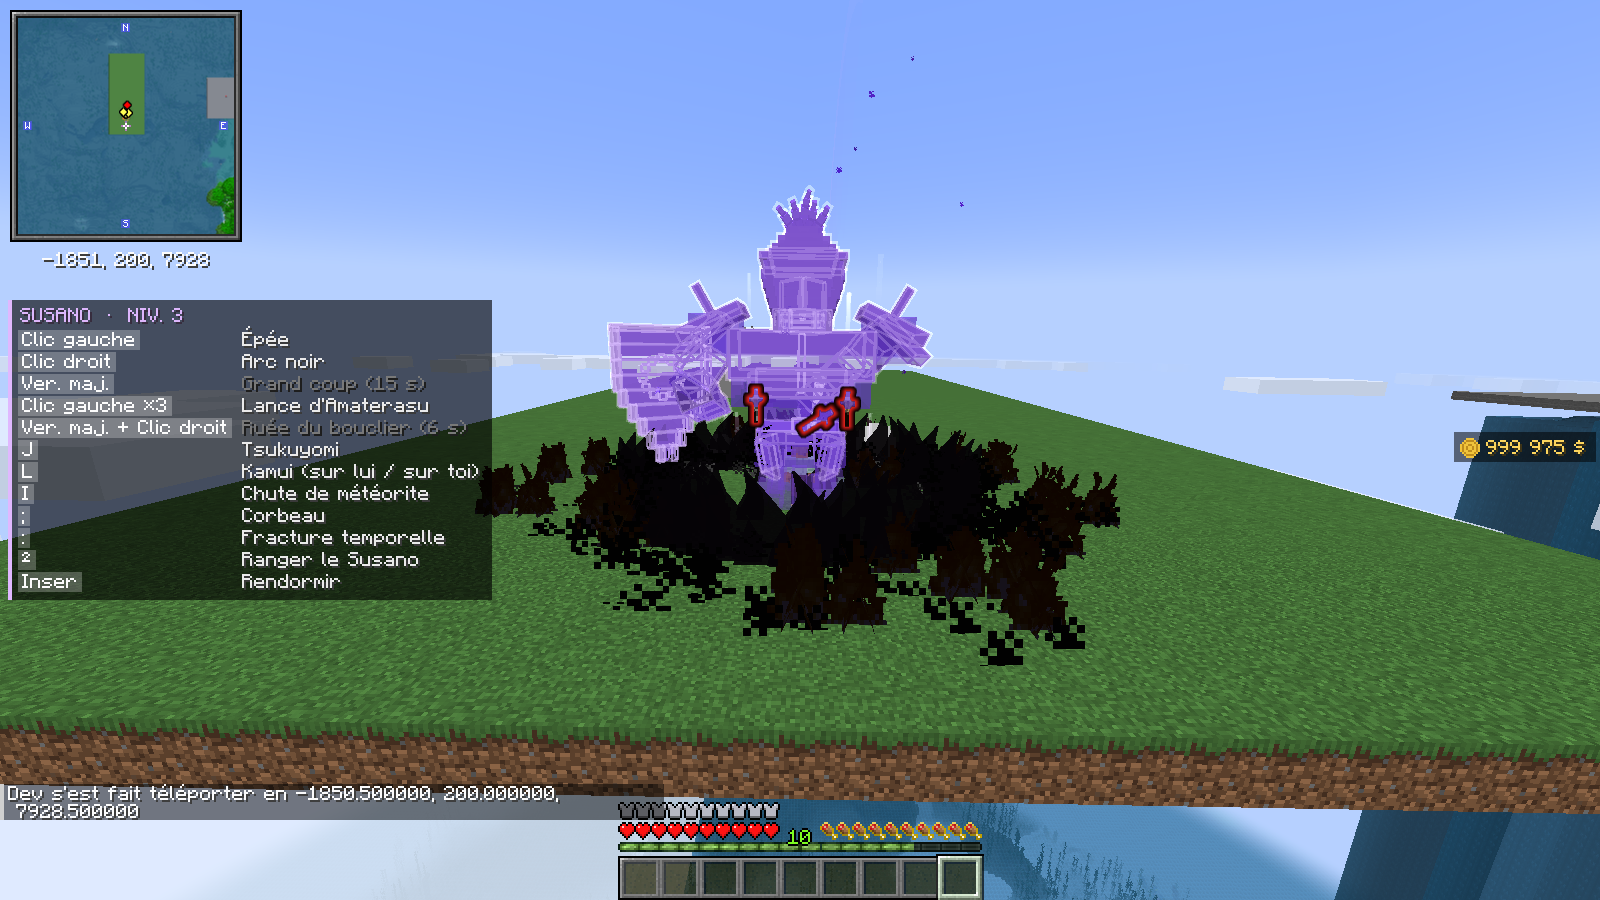 N
W
E
S
-1851, 200, 7928
SUSANO · NIV. 3
Clic gauche Épée
Clic droit Arc noir
Ver. maj. Grand coup (15 s)
Clic gauche x3 Lance d'Amaterasu
Ver. maj. + Clic droit Ruée du bouclier (6 s)
J Tsukuyomi
L Kamui (sur lui / sur toi)
I Chute de météorite
; Corbeau
: Fracture temporelle
² Ranger le Susano
Inser Rendormir
999 975 $
Dev s'est fait téléporter en -1850.500000, 200.000000,
7928.500000
10